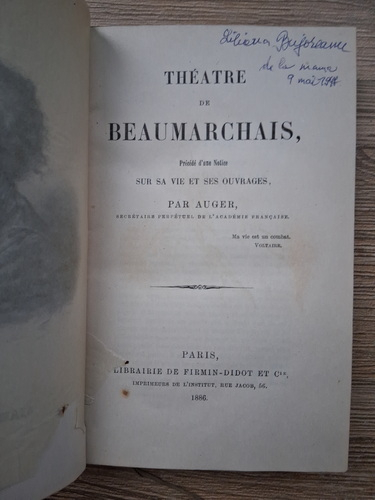 de la mama
9 mai
THÉATRE
DE
BEAUMARCHAIS,
Précédé d'une Notice
SUR SA VIE ET SES OUVRAGES,
PAR AUGER,
SECRÉTAIRE PERPÉTUEL DE L'ACADÉMIE FRANÇAISE.
Ma vie est un combat.
VOLTAIRE.
PARIS,
LIBRAIRIE DE FIRMIN-DIDOT ET Cie,
IMPRIMEURS DE L'INSTITUT, RUE JACOB, 56.
1886.